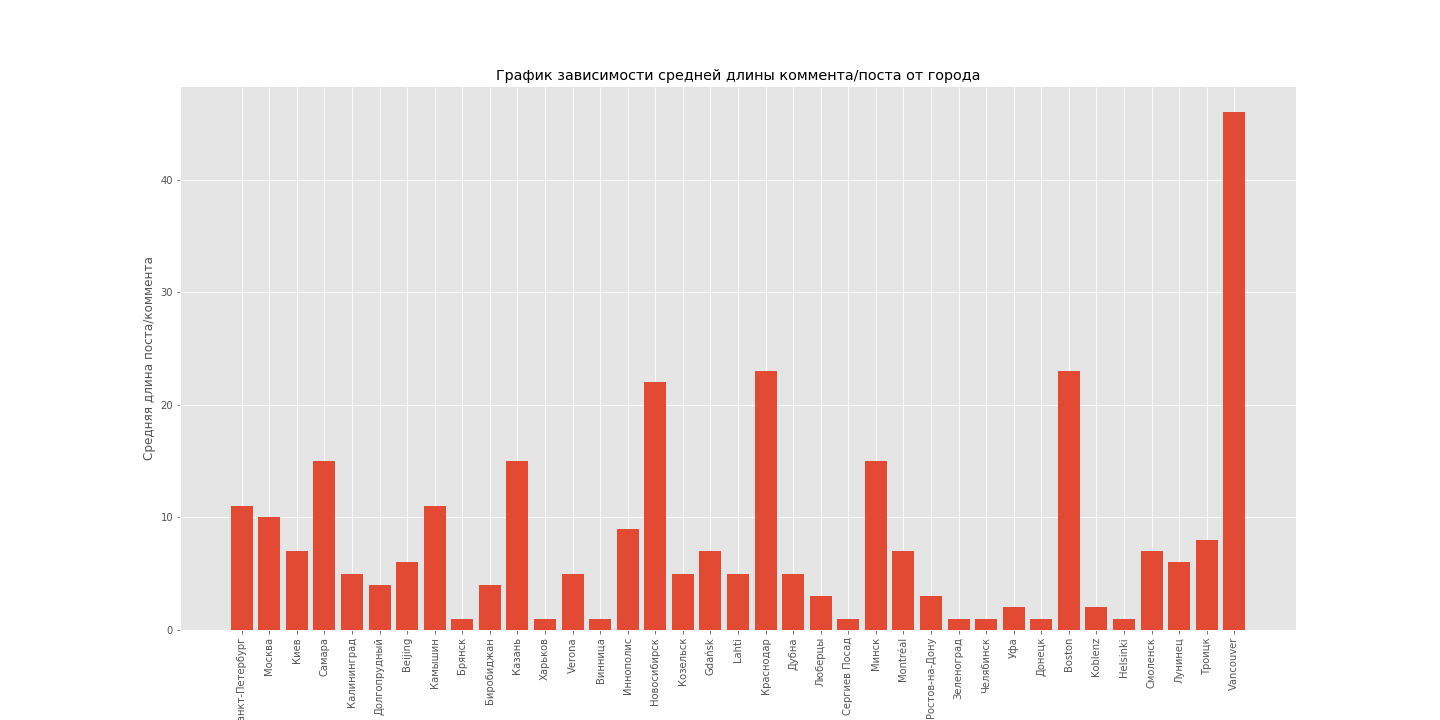 График зависимости средней длины коммента/поста от города
Средняя длина поста/коммента
40
30
20
10
0
анкт-Петербург
Москва
Киев
Самара
Калининград
Долгопрудный
Beijing
Камышин
Брянск
Биробиджан
Казань
Харьков
Verona
Винница
Иннополис
Новосибирск
Козельск
Gdańsk
Lahti
Краснодар
Дубна
Люберцы
Сергиев Посад
Минск
Montréal
Ростов-на-Дону
Зеленоград
Челябинск
Уфа
Донецк
Boston
Koblenz
Helsinki
Смоленск
Лунинец
Троицк
Vancouver